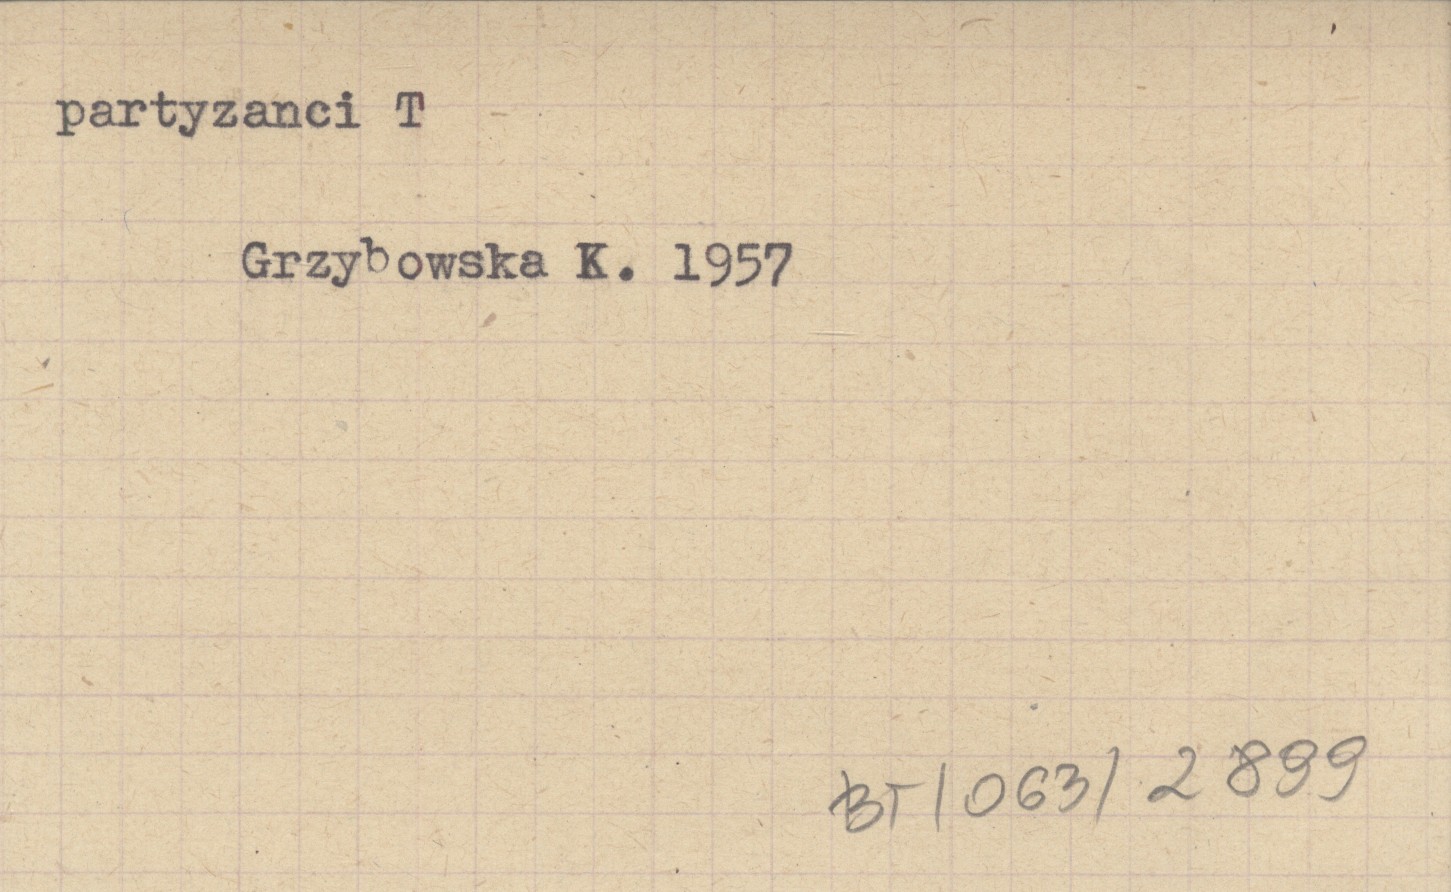 partyzanci T
Grzybowska K. 1957
BT/063/2899